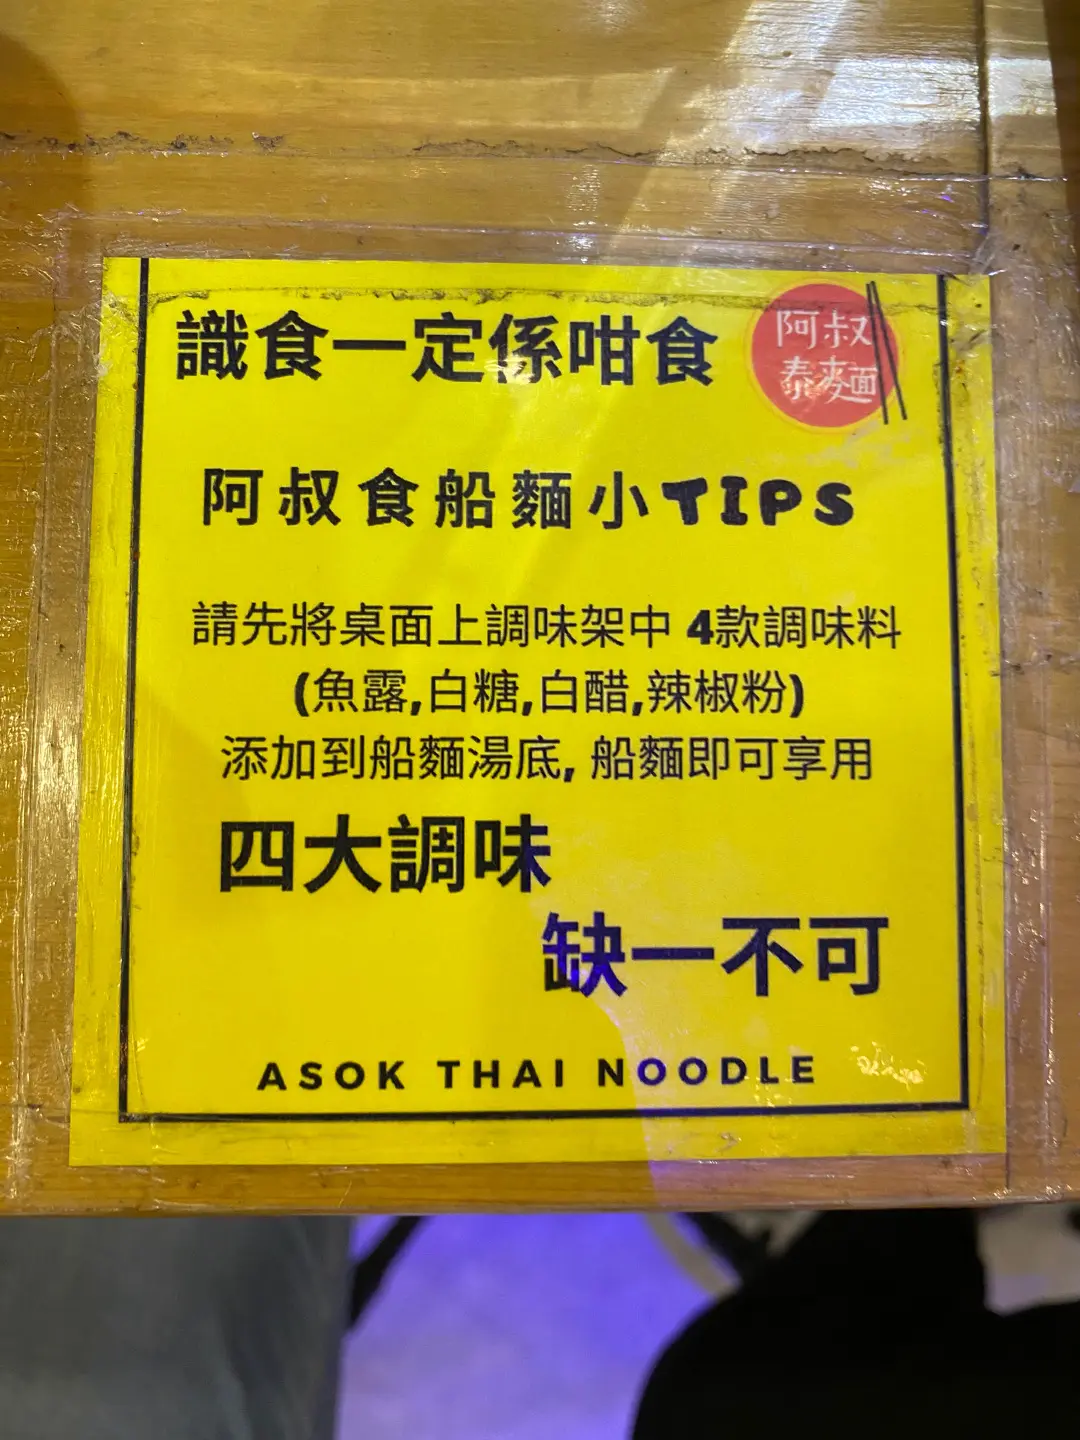 識食一定係咁食
阿叔
泰麵
阿叔食船麵小TIPS
請先將桌面上調味架中 4款調味料
(魚露,白糖,白醋,辣椒粉)
添加到船麵湯底, 船麵即可享用
四大調味
缺一不可
ASOK THAI NOODLE